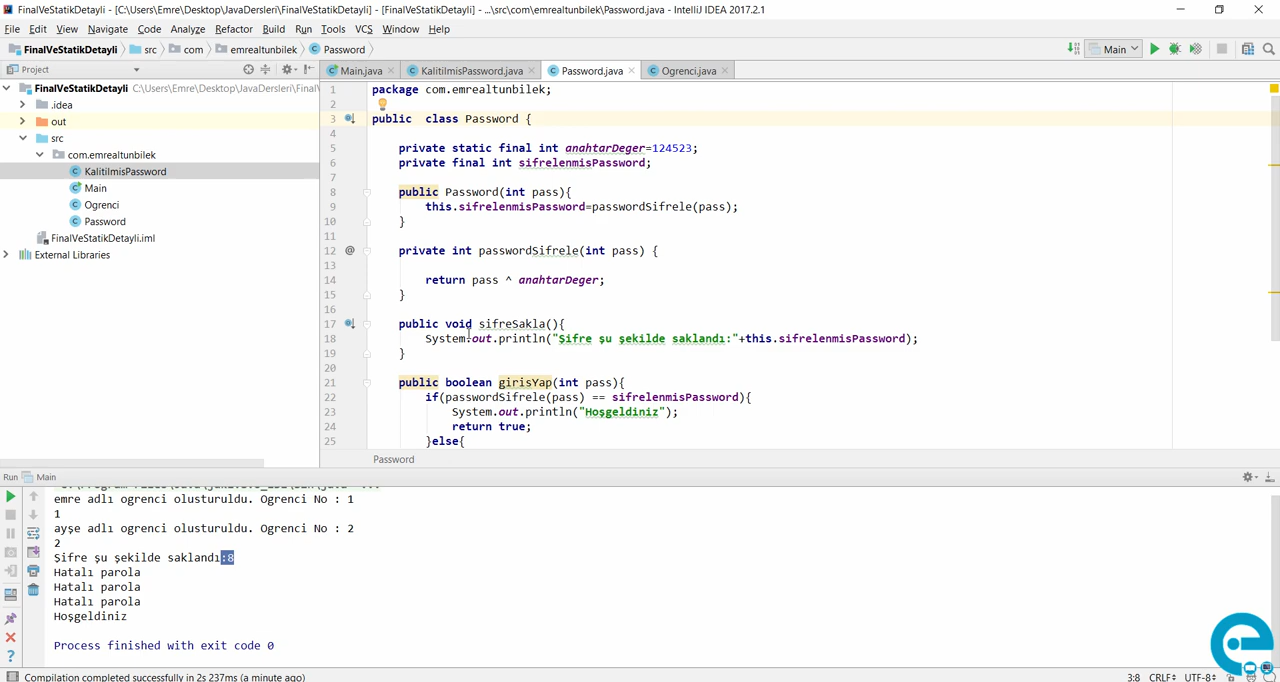 FinalVeStatikDetayli - [C:\Users\Emre\Desktop\JavaDersleri\FinalVeStatikDetayli] - [FinalVeStatikDetayli] - ...\src\com\emrealtunbilek\Password.java - IntelliJ IDEA 2017.2.1
File Edit View Navigate Code Analyze Refactor Build Run Tools VCS Window Help
FinalVeStatikDetayli src com emrealtunbilek Password Main
Project Main.java KalitilmisPassword.java Password.java Ogrenci.java
FinalVeStatikDetayli C:\Users\Emre\Desktop\JavaDersleri\Final
.idea
out
src
com.emrealtunbilek
KalitilmisPassword
Main
Ogrenci
Password
FinalVeStatikDetayli.iml
External Libraries
1 package com.emrealtunbilek;
2
3 public  class Password {
4
5 private static final int anahtarDeger=124523;
6 private final int sifrelenmisPassword;
7
8 public Password(int pass){
9 this.sifrelenmisPassword=passwordSifrele(pass);
10 }
11
12 @ private int passwordSifrele(int pass) {
13
14 return pass ^ anahtarDeger;
15 }
16
17 public void sifreSakla(){
18 System.out.println("Şifre şu şekilde saklandı:"+this.sifrelenmisPassword);
19 }
20
21 public boolean girisYap(int pass){
22 if(passwordSifrele(pass) == sifrelenmisPassword){
23 System.out.println("Hoşgeldiniz");
24 return true;
25 }else{
Password
Run Main
emre adlı ogrenci olusturuldu. Ogrenci No : 1
1
ayşe adlı ogrenci olusturuldu. Ogrenci No : 2
2
Şifre şu şekilde saklandı:8
Hatalı parola
Hatalı parola
Hatalı parola
Hoşgeldiniz
Process finished with exit code 0
Compilation completed successfully in 2s 237ms (a minute ago) 3:8 CRLF UTF-8